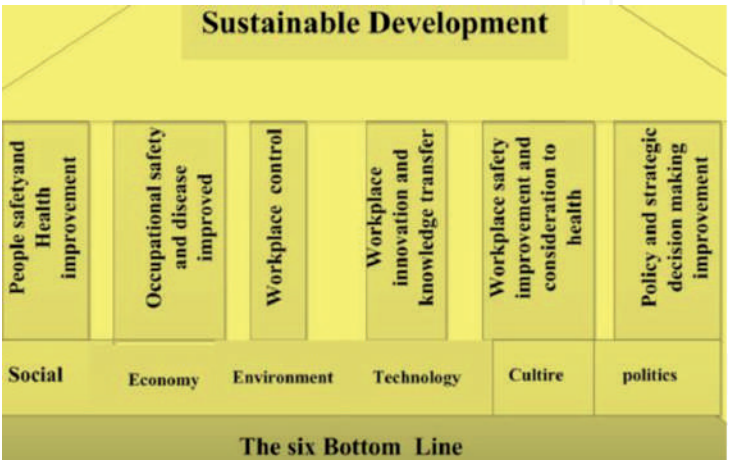 Sustainable Development
People safetyand
Health
improvement
Occupational safety
and disease
improved
Workplace control
Workplace
innovation and
knowledge transfer
Workplace safety
improvement and
consideration to
health
Policy and strategic
decision making
improvement
Social
Economy
Environment
Technology
Cultire
politics
The six Bottom Line